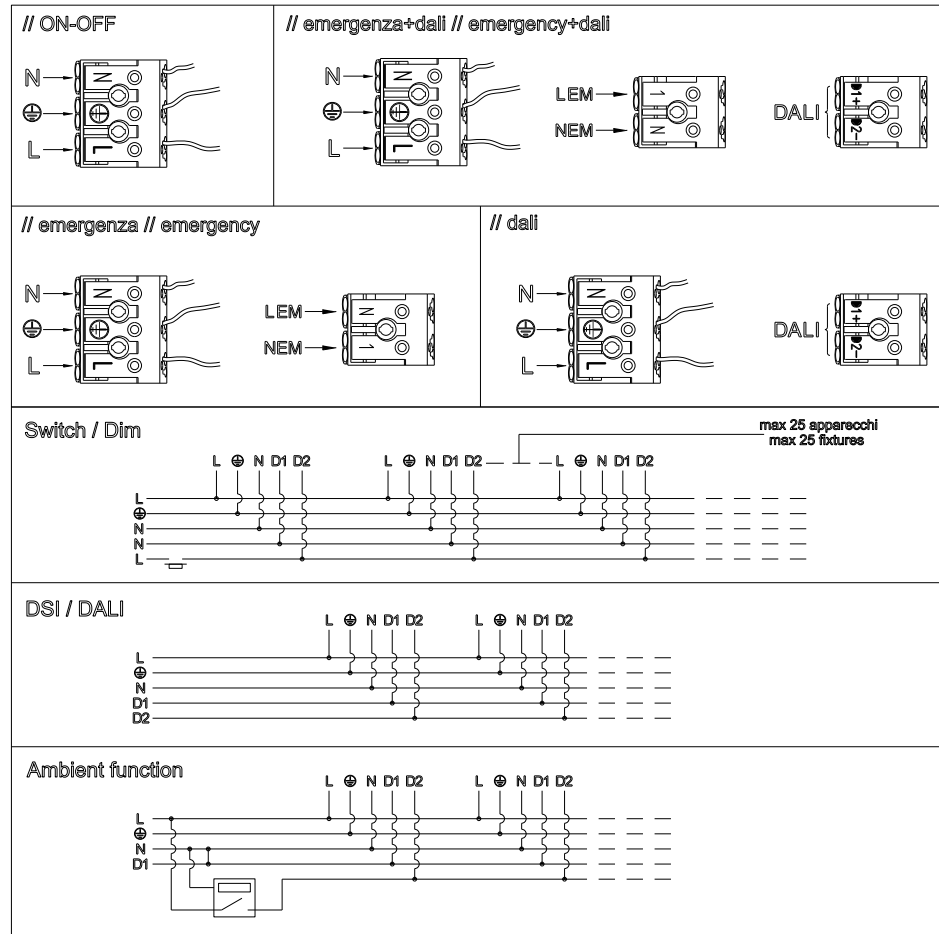 // ON-OFF
N
L
N
L
// emergenza+dali // emergency+dali
N
L
N
L
LEM
NEM
1
N
DALI
D1+
D2-
// emergenza // emergency
N
L
N
L
LEM
NEM
N
1
// dali
N
L
N
L
DALI
D1+
D2-
Switch / Dim
max 25 apparecchi
max 25 fixtures
L ⏚ N D1 D2 L ⏚ N D1 D2 L ⏚ N D1 D2
L
⏚
N
N
L
DSI / DALI
L ⏚ N D1 D2 L ⏚ N D1 D2
L
⏚
N
D1
D2
Ambient function
L ⏚ N D1 D2 L ⏚ N D1 D2
L
⏚
N
D1